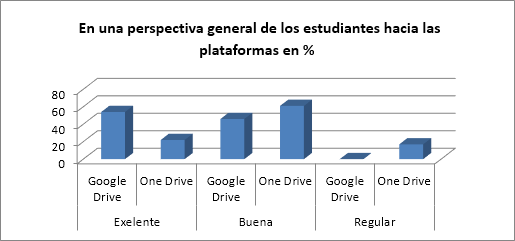 En una perspectiva general de los estudiantes hacia las
plataformas en %
80
60
40
20
0
Google Drive
One Drive
Google Drive
One Drive
Google Drive
One Drive
Exelente
Buena
Regular